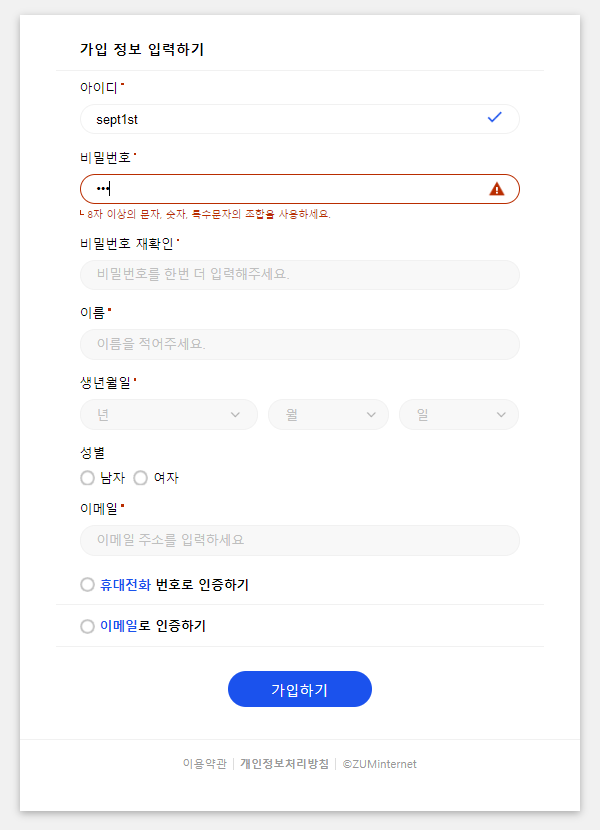 가입 정보 입력하기
아이디
sept1st
비밀번호
•••
8자 이상의 문자, 숫자, 특수문자의 조합을 사용하세요.
비밀번호 재확인
비밀번호를 한번 더 입력해주세요.
이름
이름을 적어주세요.
생년월일
년 월 일
성별
남자 여자
이메일
이메일 주소를 입력하세요
휴대전화 번호로 인증하기
이메일로 인증하기
가입하기
이용약관 | 개인정보처리방침 | ©ZUMinternet